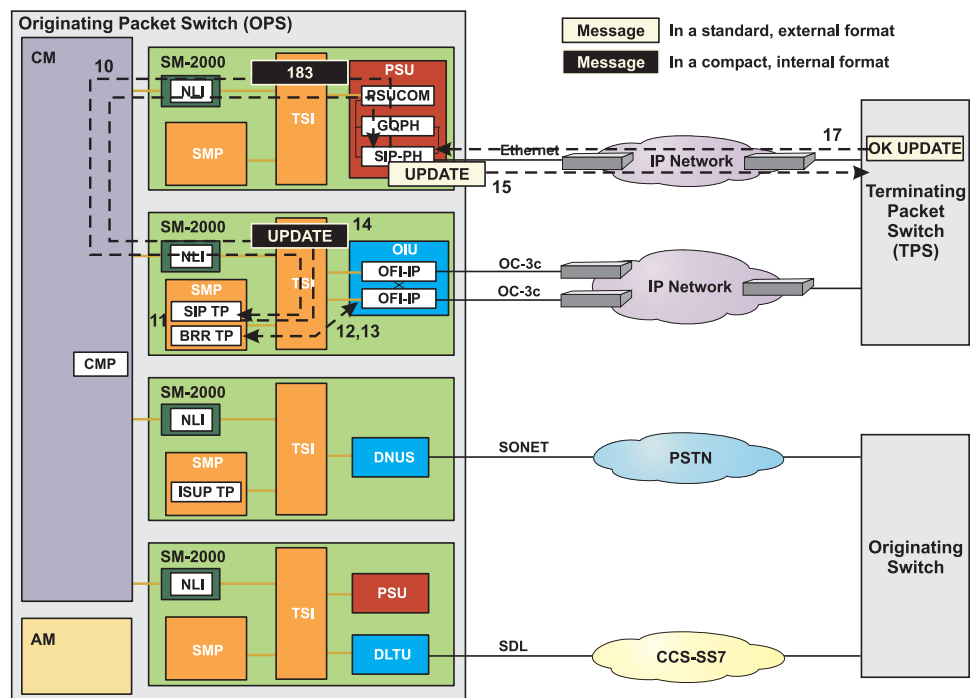 Originating Packet Switch (OPS)
Message In a standard, external format
Message In a compact, internal format
CM
SM-2000
10
183
PSU
NLI
PSUCOM
TSI
GQPH
SMP
SIP-PH
Ethernet
UPDATE
15
IP Network
17
OK UPDATE
Terminating
Packet
Switch
(TPS)
SM-2000
UPDATE
14
OIU
NLI
TSI
OFI-IP
OFI-IP
OC-3c
OC-3c
IP Network
SMP
11
SIP TP
BRR TP
12,13
CMP
SM-2000
NLI
TSI
SMP
ISUP TP
DNUS
SONET
PSTN
Originating
Switch
SM-2000
NLI
TSI
PSU
SMP
DLTU
SDL
CCS-SS7
AM